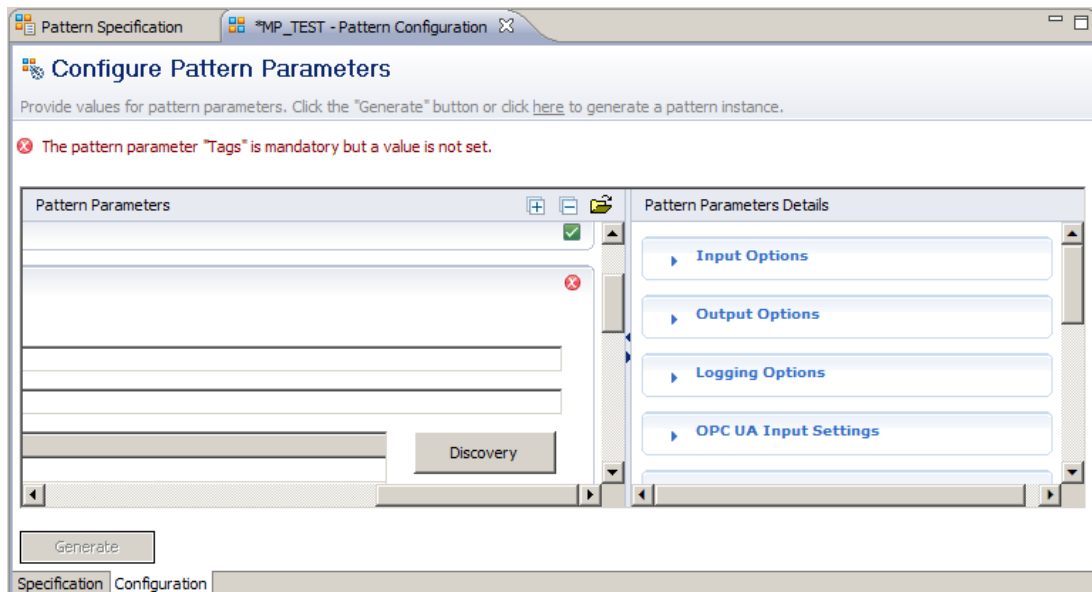 Pattern Specification
*MP_TEST - Pattern Configuration
Configure Pattern Parameters
Provide values for pattern parameters. Click the "Generate" button or click here to generate a pattern instance.
The pattern parameter "Tags" is mandatory but a value is not set.
Pattern Parameters
Pattern Parameters Details
Input Options
Output Options
Logging Options
OPC UA Input Settings
Discovery
Generate
Specification
Configuration